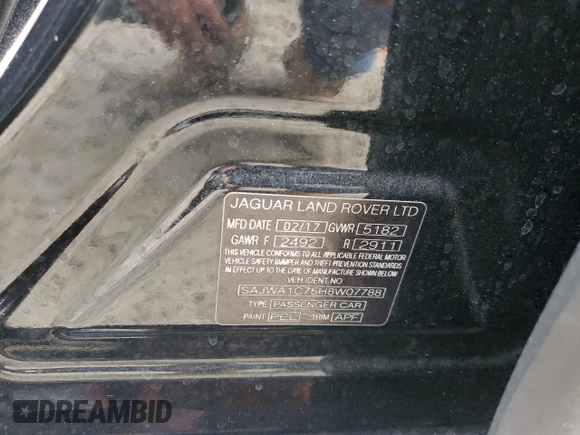 JAGUAR LAND ROVER LTD
MFD DATE 02/17 GVWR 5182
GAWR F 2492 R 2911
THIS VEHICLE CONFORMS TO ALL APPLICABLE FEDERAL MOTOR
VEHICLE SAFETY BUMPER AND THEFT PREVENTION STANDARDS
IN EFFECT UP TO THE DATE OF MANUFACTURE SHOWN ABOVE
VEH IDENT NO
SAJWA1C75H8W07788
TYPE PASSENGER CAR
PAINT PEL TRIM APF
DREAMBID